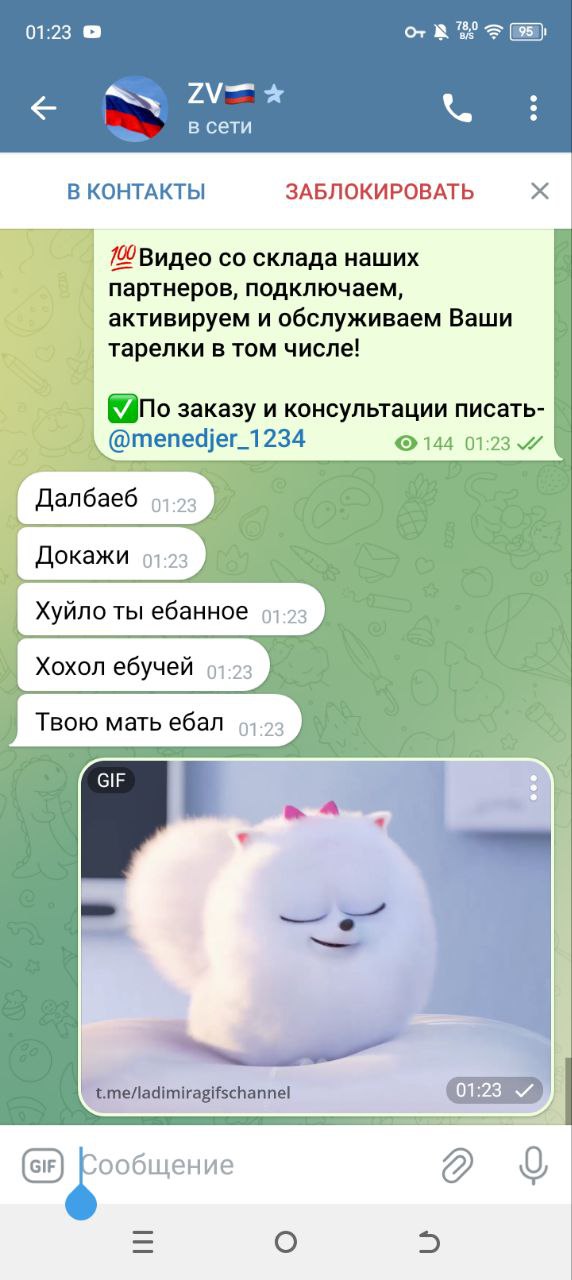 01:23
78,0
B/S
95
ZV🇷🇺
в сети
В КОНТАКТЫ
ЗАБЛОКИРОВАТЬ
💯Видео со склада наших
партнеров, подключаем,
активируем и обслуживаем Ваши
тарелки в том числе!
✅По заказу и консультации писать-
@menedjer_1234
144 01:23
Далбаеб 01:23
Докажи 01:23
Хуйло ты ебанное 01:23
Хохол ебучей 01:23
Твою мать ебал 01:23
GIF
t.me/ladimiragifschannel
01:23
GIF
Сообщение